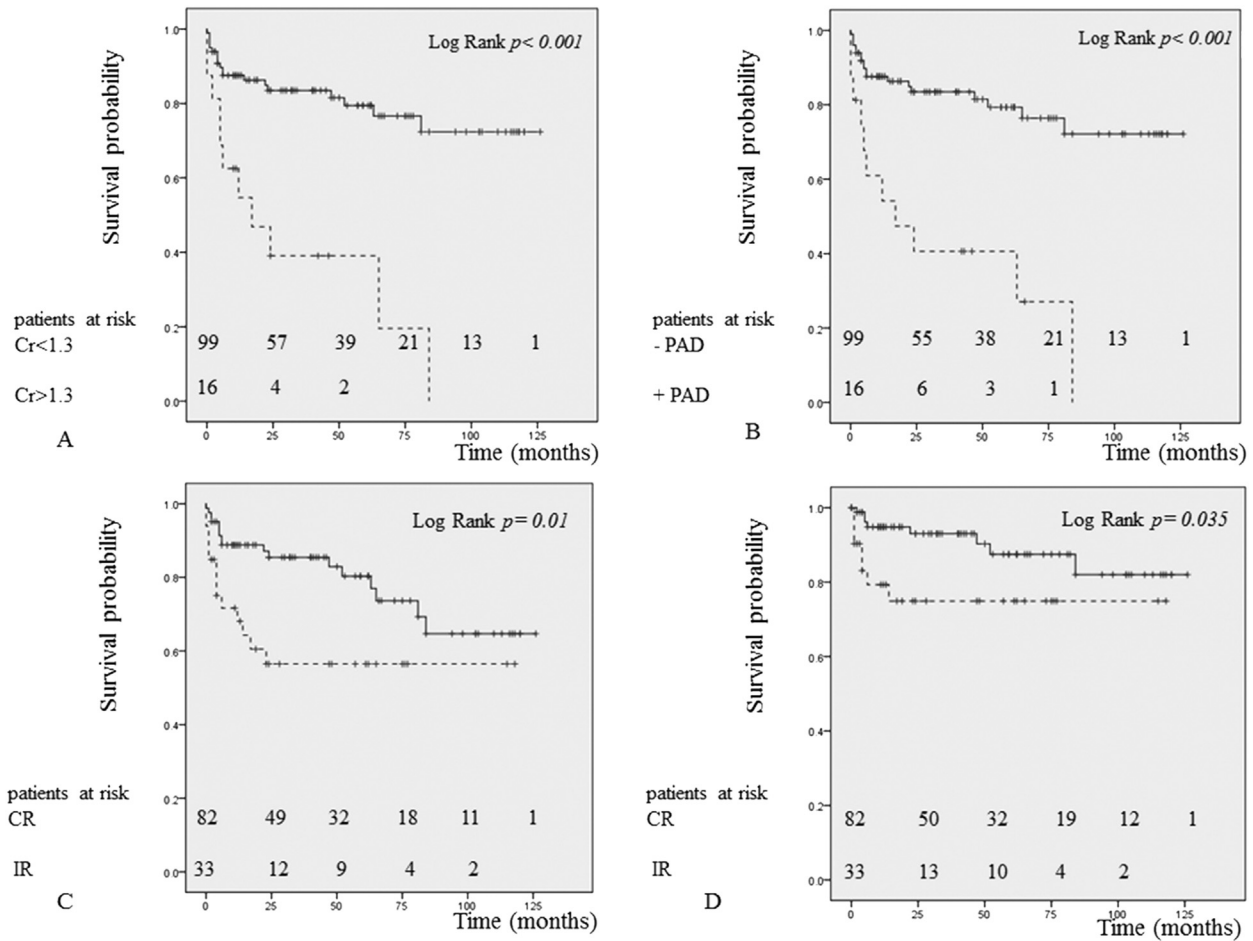 1.0
0.8
0.6
0.4
0.2
0.0
Survival probability
Log Rank p< 0.001
patients at risk
Cr<1.3 99 57 39 21 13 1
Cr>1.3 16 4 2
0 25 50 75 100 125
Time (months)
A
1.0
0.8
0.6
0.4
0.2
0.0
Survival probability
Log Rank p< 0.001
patients at risk
- PAD 99 55 38 21 13 1
+ PAD 16 6 3 1
0 25 50 75 100 125
Time (months)
B
1.0
0.8
0.6
0.4
0.2
0.0
Survival probability
Log Rank p= 0.01
patients at risk
CR 82 49 32 18 11 1
IR 33 12 9 4 2
0 25 50 75 100 125
Time (months)
C
1.0
0.8
0.6
0.4
0.2
0.0
Survival probability
Log Rank p= 0.035
patients at risk
CR 82 50 32 19 12 1
IR 33 13 10 4 2
0 25 50 75 100 125
Time (months)
D